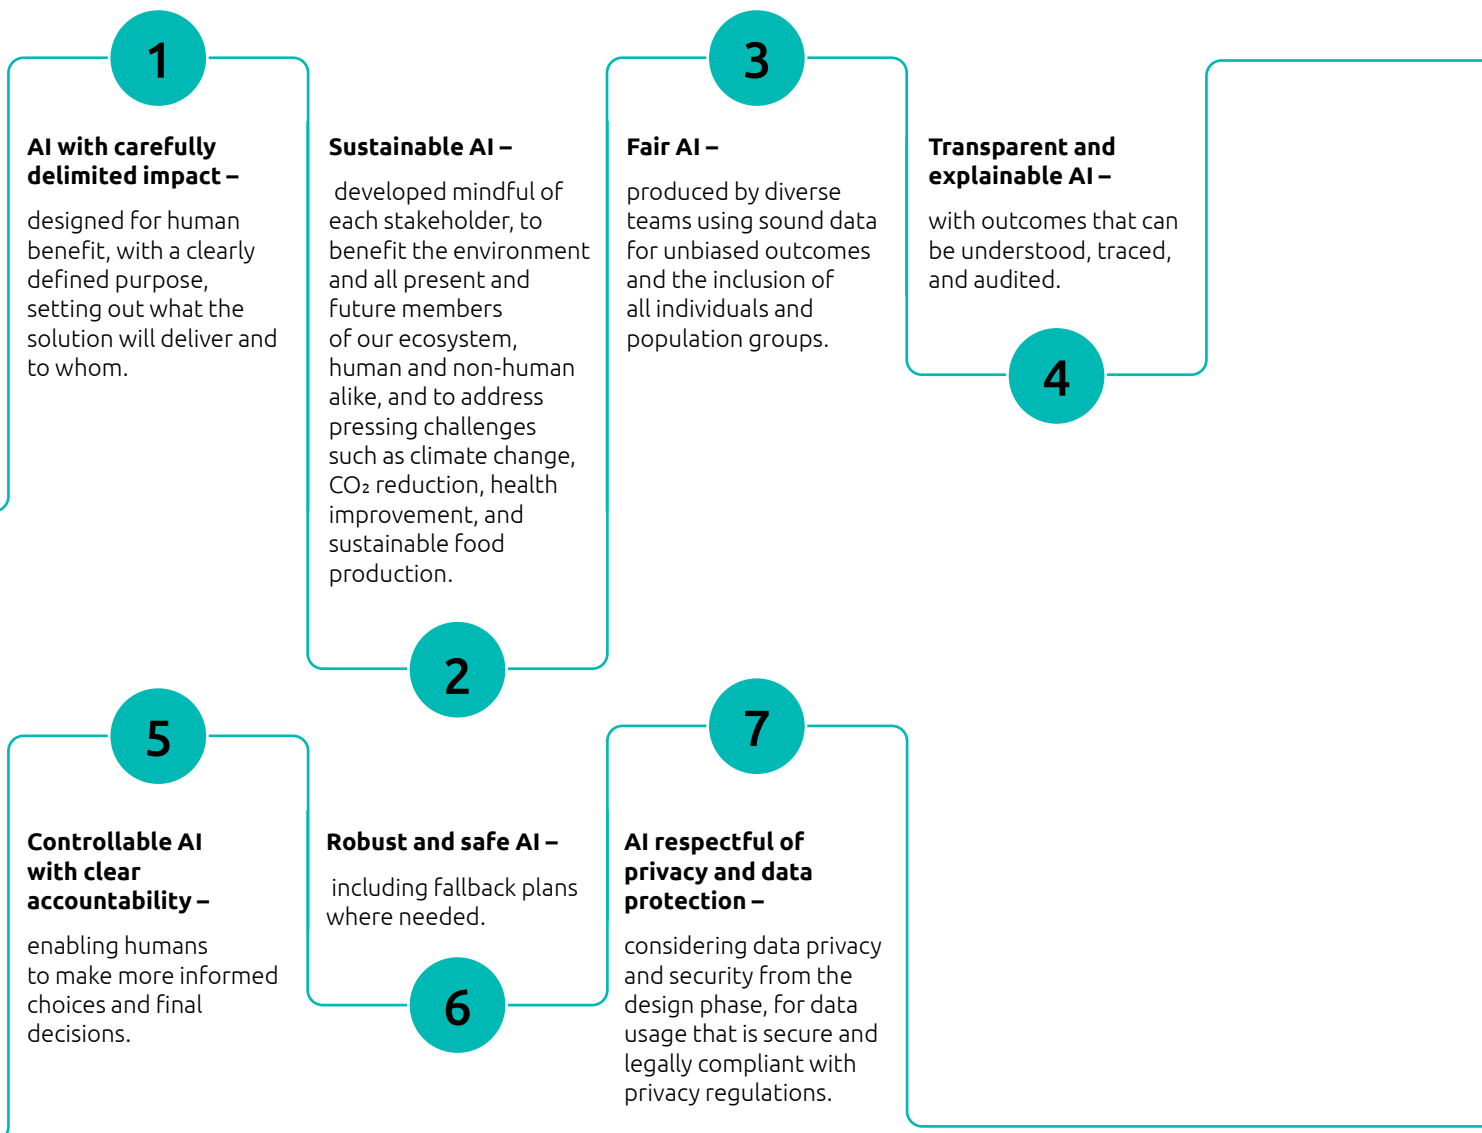 1
AI with carefully
delimited impact –
designed for human
benefit, with a clearly
defined purpose,
setting out what the
solution will deliver and
to whom.
Sustainable AI –
developed mindful of
each stakeholder, to
benefit the environment
and all present and
future members
of our ecosystem,
human and non-human
alike, and to address
pressing challenges
such as climate change,
CO₂ reduction, health
improvement, and
sustainable food
production.
2
3
Fair AI –
produced by diverse
teams using sound data
for unbiased outcomes
and the inclusion of
all individuals and
population groups.
Transparent and
explainable AI –
with outcomes that can
be understood, traced,
and audited.
4
5
Controllable AI
with clear
accountability –
enabling humans
to make more informed
choices and final
decisions.
Robust and safe AI –
including fallback plans
where needed.
6
7
AI respectful of
privacy and data
protection –
considering data privacy
and security from the
design phase, for data
usage that is secure and
legally compliant with
privacy regulations.